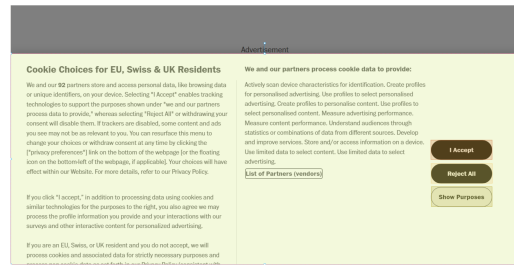 Advertisement
Cookie Choices for EU, Swiss & UK Residents
We and our 92 partners store and access personal data, like browsing data
or unique identifiers, on your device. Selecting "I Accept" enables tracking
technologies to support the purposes shown under "we and our partners
process data to provide," whereas selecting "Reject All" or withdrawing your
consent will disable them. If trackers are disabled, some content and ads
you see may not be as relevant to you. You can resurface this menu to
change your choices or withdraw consent at any time by clicking the
["privacy preferences"] link on the bottom of the webpage [or the floating
icon on the bottom-left of the webpage, if applicable]. Your choices will have
effect within our Website. For more details, refer to our Privacy Policy.
If you click "I accept," in addition to processing data using cookies and
similar technologies for the purposes to the right, you also agree we may
process the profile information you provide and your interactions with our
surveys and other interactive content for personalized advertising.
If you are an EU, Swiss, or UK resident and you do not accept, we will
process cookies and associated data for strictly necessary purposes and
We and our partners process cookie data to provide:
Actively scan device characteristics for identification. Create profiles
for personalised advertising. Use profiles to select personalised
advertising. Create profiles to personalise content. Use profiles to
select personalised content. Measure advertising performance.
Measure content performance. Understand audiences through
statistics or combinations of data from different sources. Develop
and improve services. Store and/or access information on a device.
Use limited data to select content. Use limited data to select
advertising.
List of Partners (vendors)
I Accept
Reject All
Show Purposes